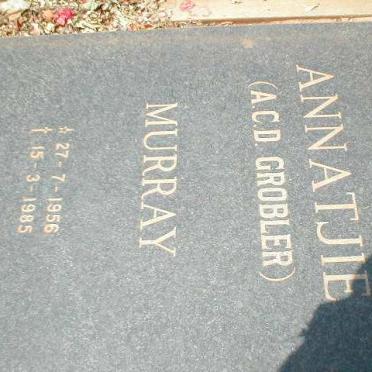 ANNATJIE
(A.C.D. GROBLER)
MURRAY
☆ 27-7-1956
† 15-3-1985